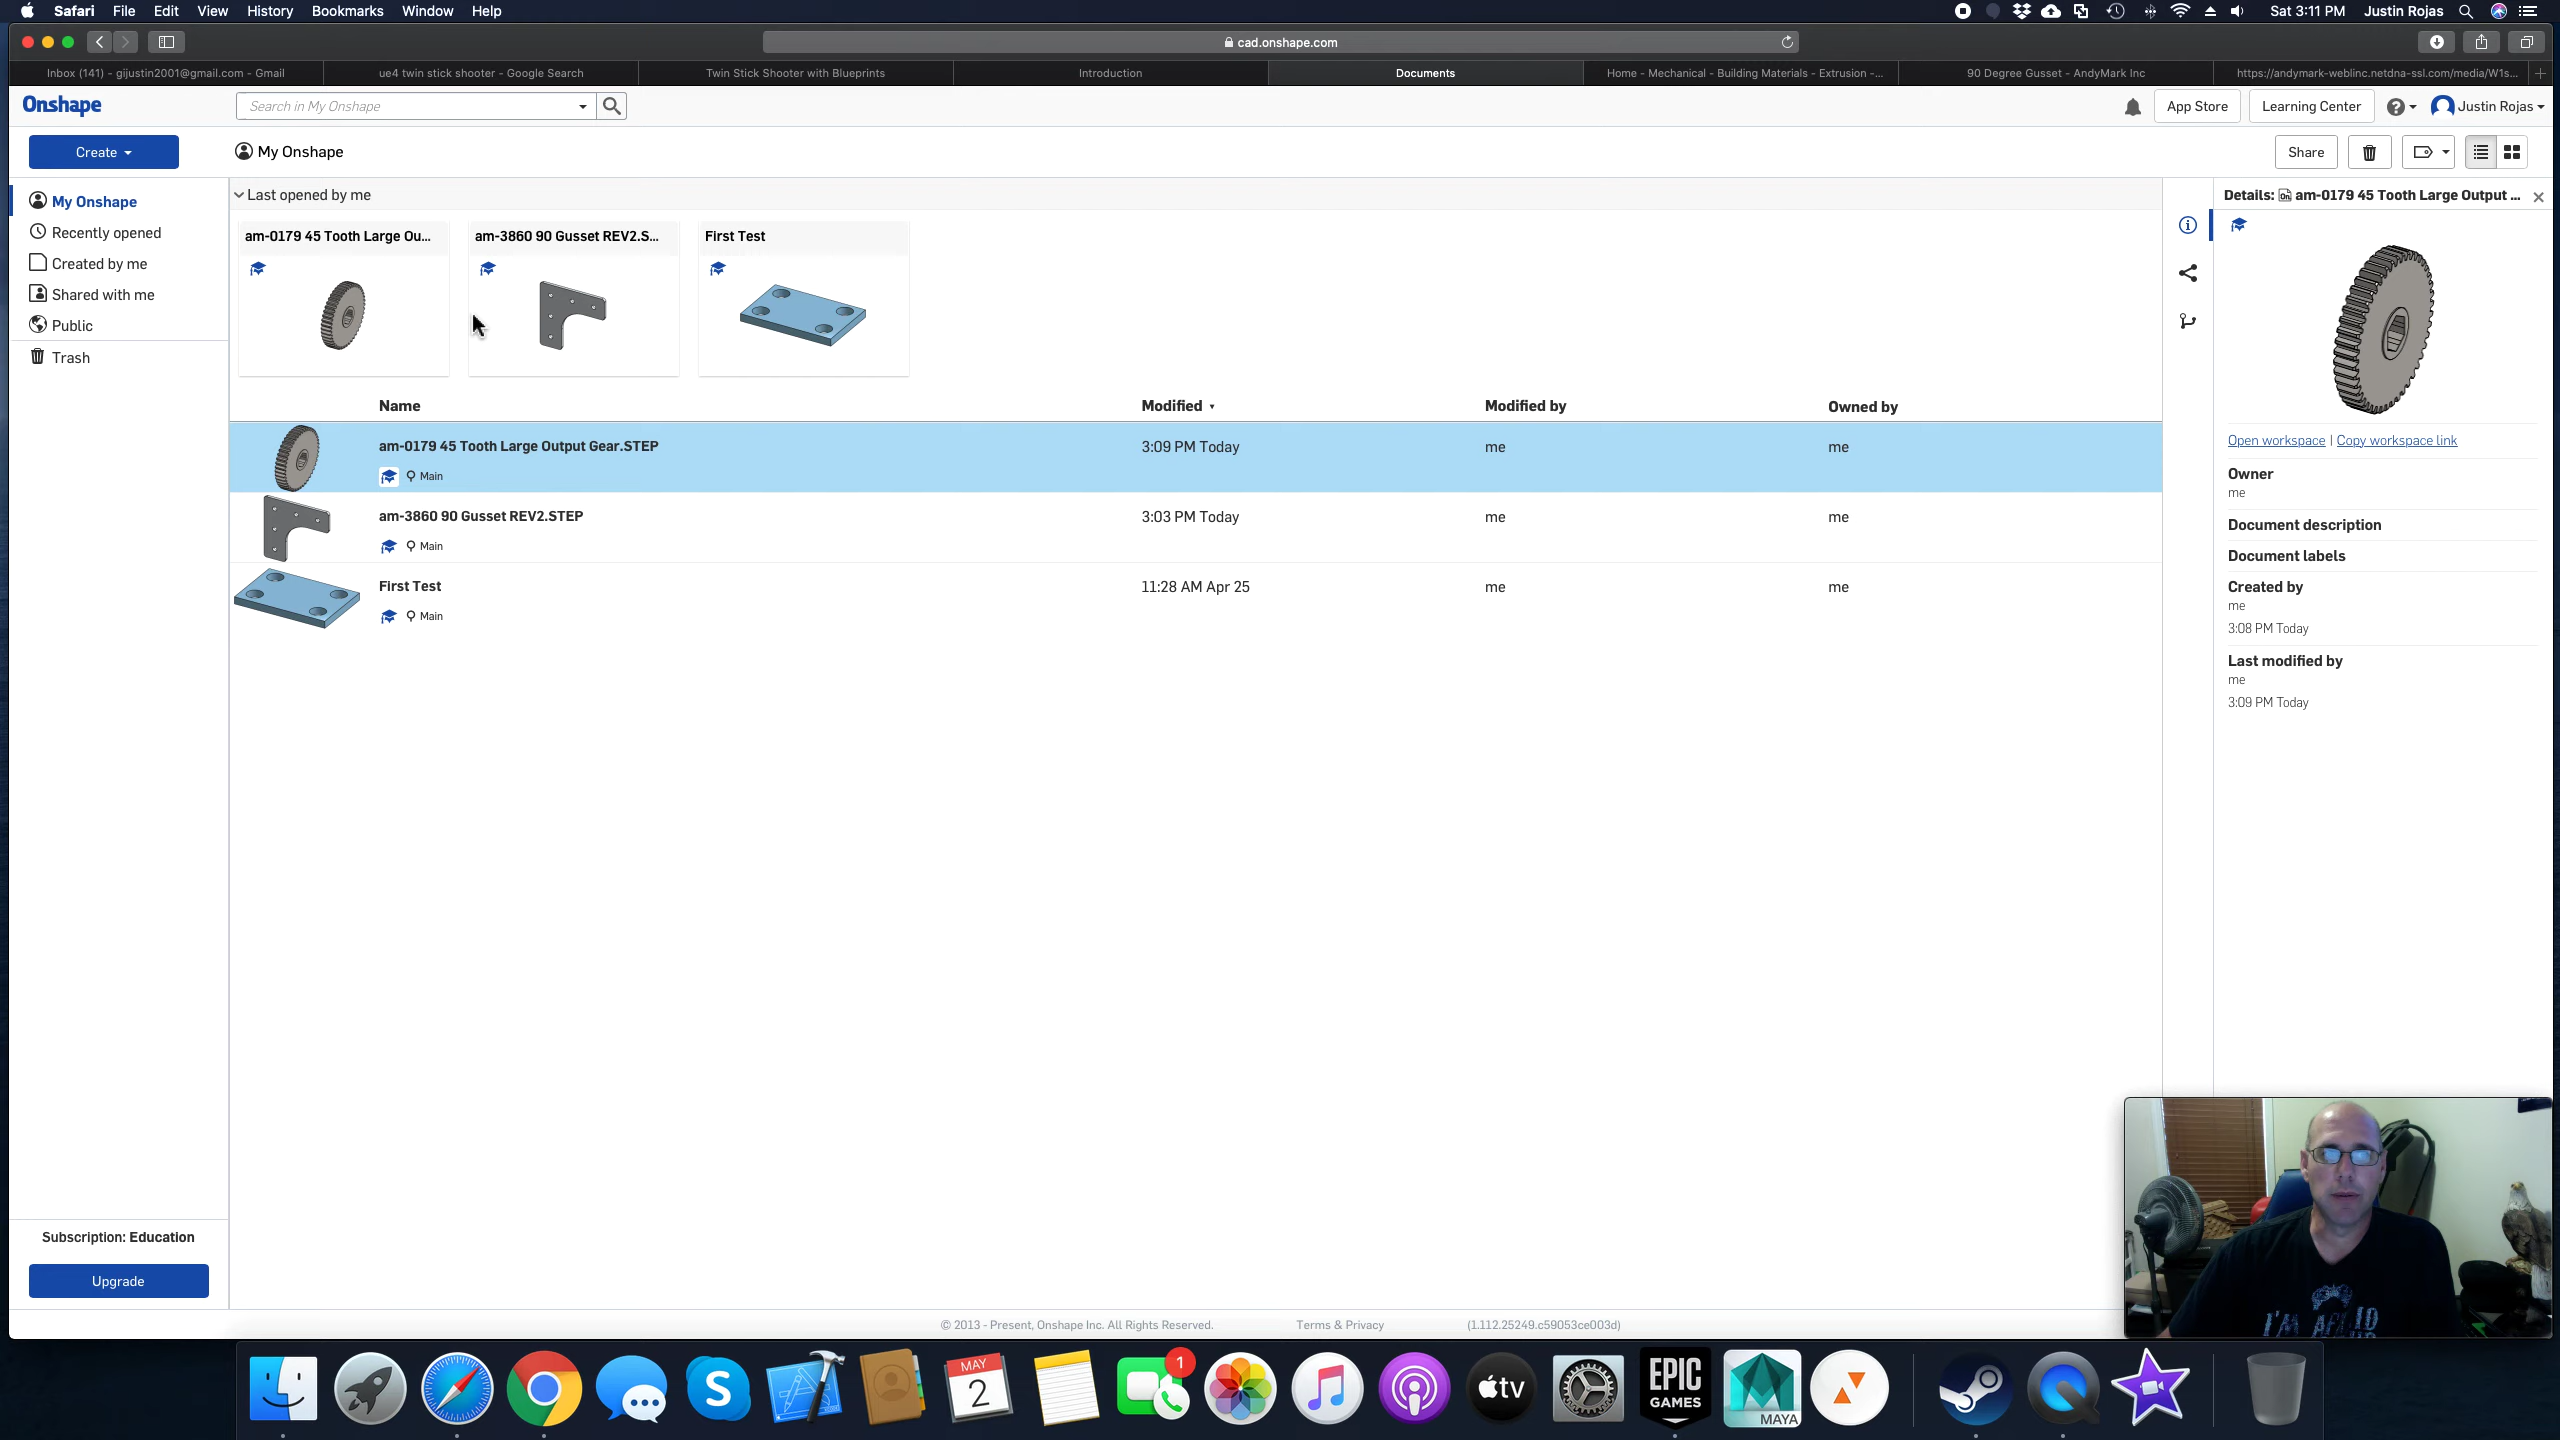 Safari File Edit View History Bookmarks Window Help
Sat 3:11 PM Justin Rojas
cad.onshape.com
Inbox (141) - gijustin2001@gmail.com - Gmail
ue4 twin stick shooter - Google Search
Twin Stick Shooter with Blueprints
Introduction
Documents
Home - Mechanical - Building Materials - Extrusion -...
90 Degree Gusset - AndyMark Inc
https://andymark-weblinc.netdna-ssl.com/media/W1s...
Onshape
Search in My Onshape
App Store
Learning Center
Justin Rojas
Create
My Onshape
Share
My Onshape
Recently opened
Created by me
Shared with me
Public
Trash
Last opened by me
am-0179 45 Tooth Large Ou...
am-3860 90 Gusset REV2.S...
First Test
Name Modified Modified by Owned by
am-0179 45 Tooth Large Output Gear.STEP 3:09 PM Today me me
Main
am-3860 90 Gusset REV2.STEP 3:03 PM Today me me
Main
First Test 11:28 AM Apr 25 me me
Main
Details: am-0179 45 Tooth Large Output ...
Open workspace | Copy workspace link
Owner
me
Document description
Document labels
Created by
me
3:08 PM Today
Last modified by
me
3:09 PM Today
Subscription: Education
Upgrade
© 2013 - Present, Onshape Inc. All Rights Reserved. Terms & Privacy (1.112.25249.c59053ce003d)
I'M AFRAID
S
MAY
2
1
tv
EPIC
GAMES
MAYA